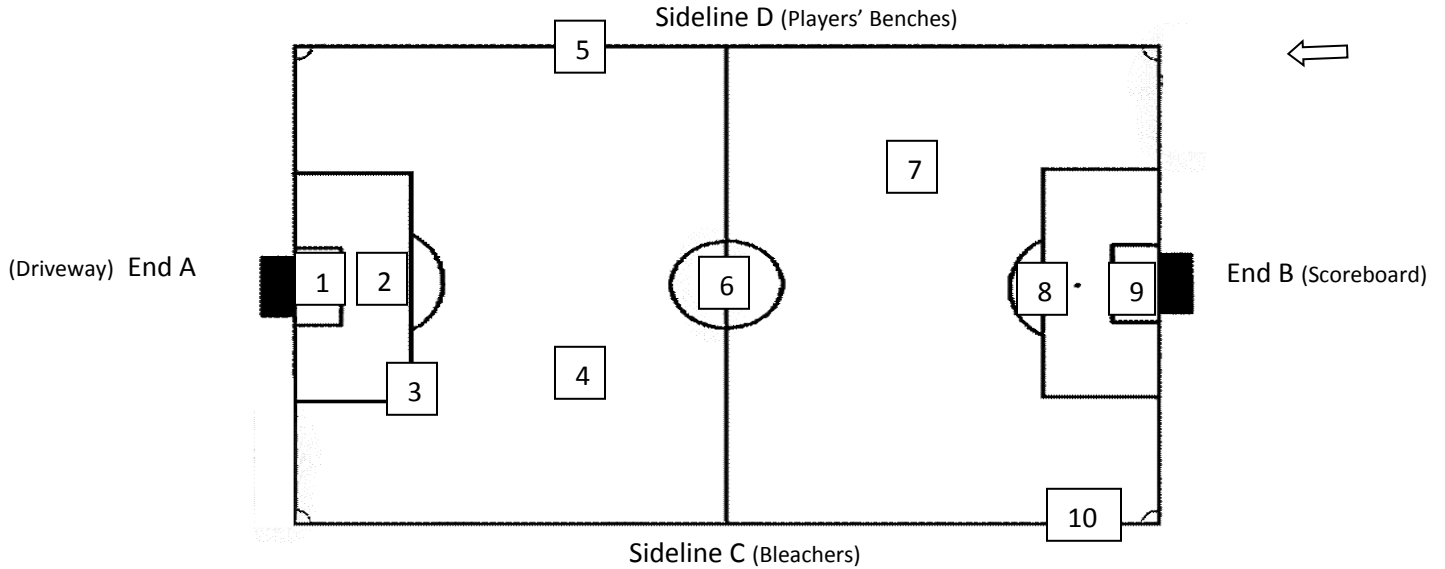 Sideline D (Players’ Benches)
5
7
(Driveway) End A
1
2
6
8
9
End B (Scoreboard)
4
3
10
Sideline C (Bleachers)